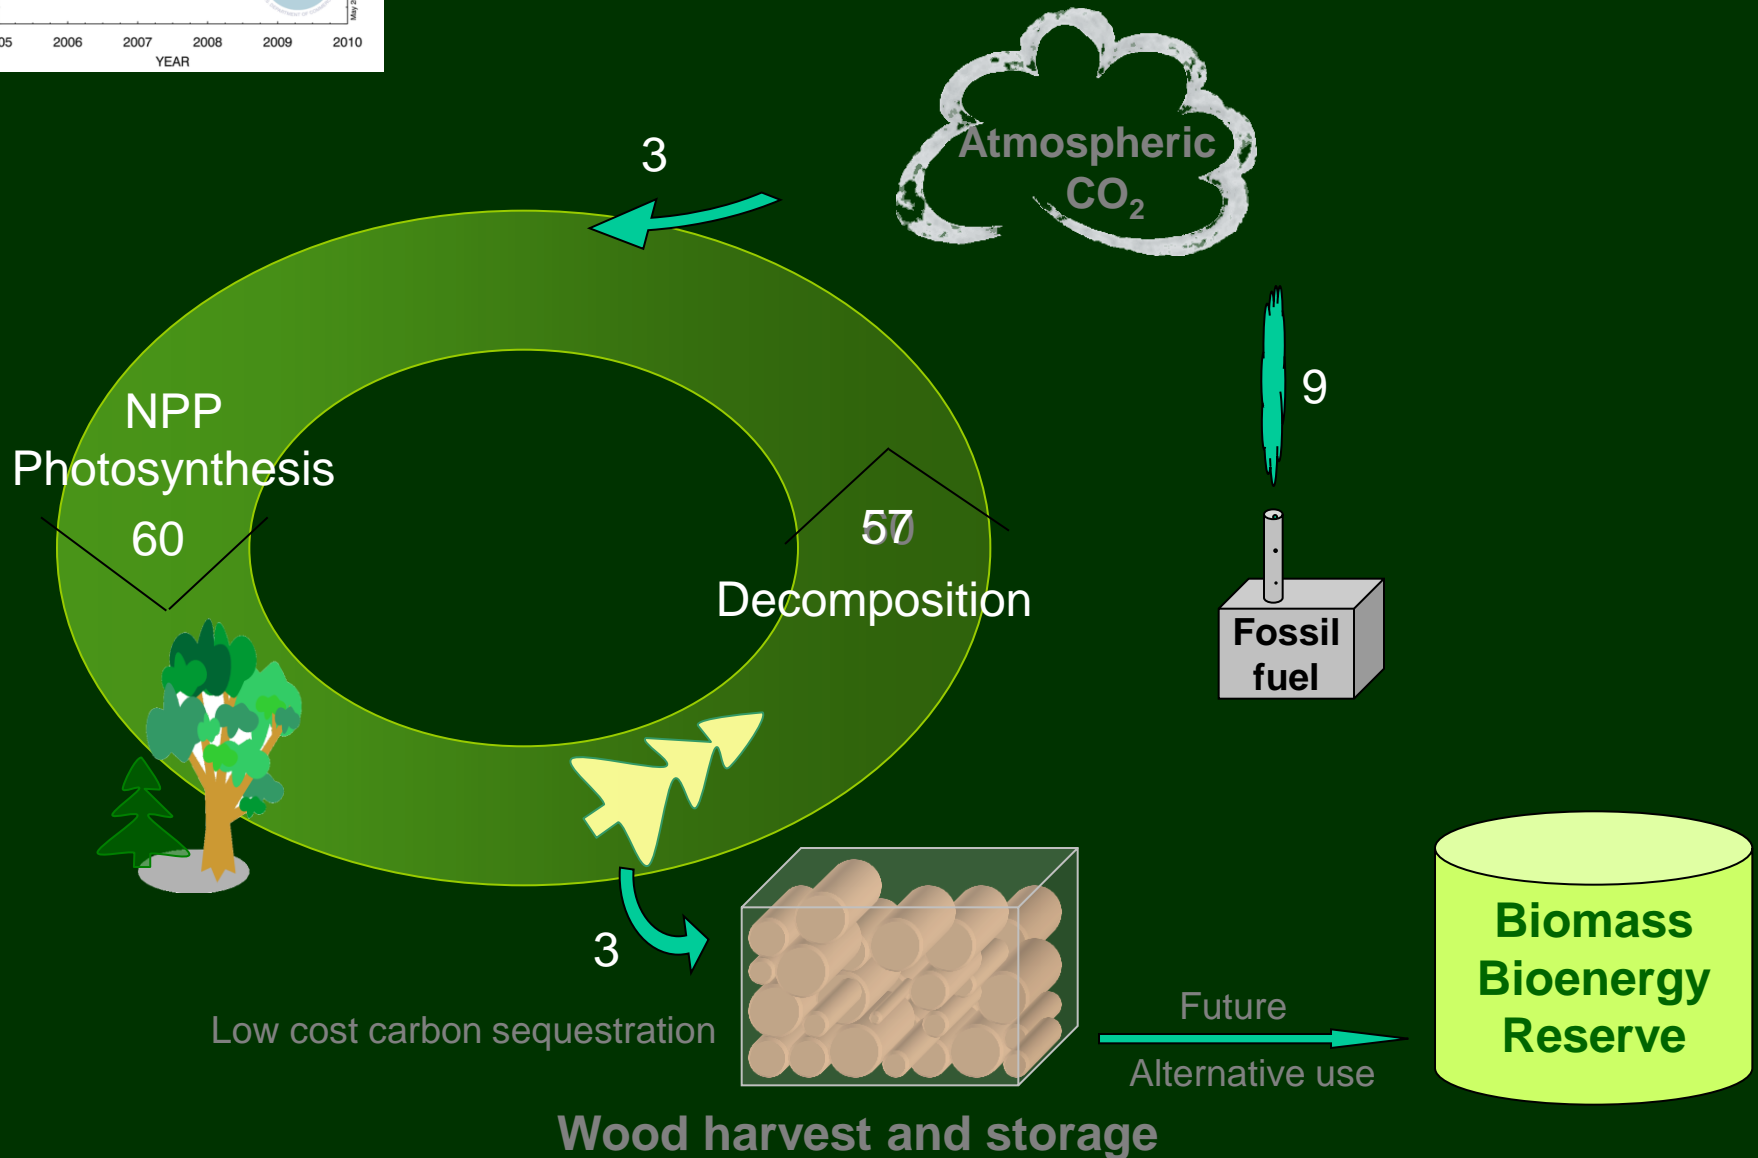 05 2006 2007 2008 2009 2010
YEAR
Atmospheric
CO₂
3
9
NPP
Photosynthesis
60
57
Decomposition
Fossil
fuel
3
Low cost carbon sequestration
Future
Alternative use
Biomass
Bioenergy
Reserve
Wood harvest and storage